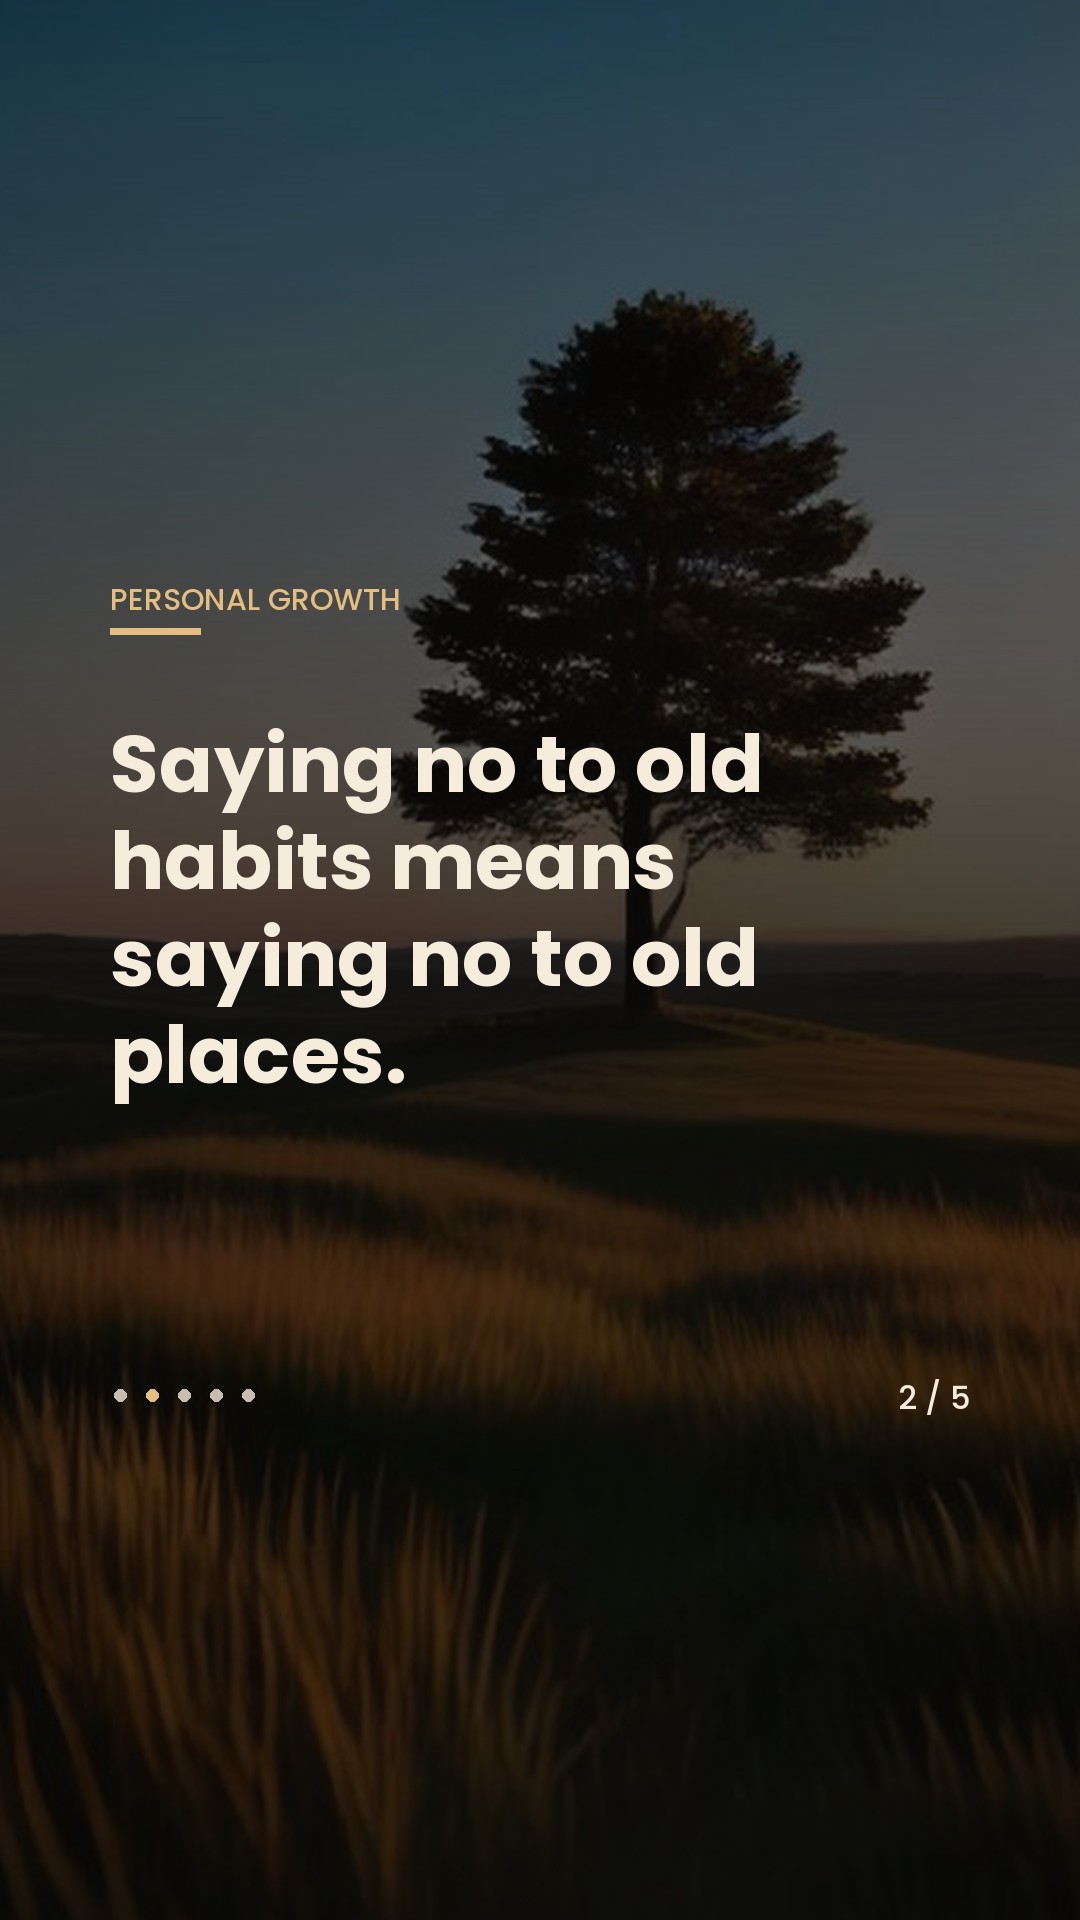 PERSONAL GROWTH
Saying no to old
habits means
saying no to old
places.
2 / 5